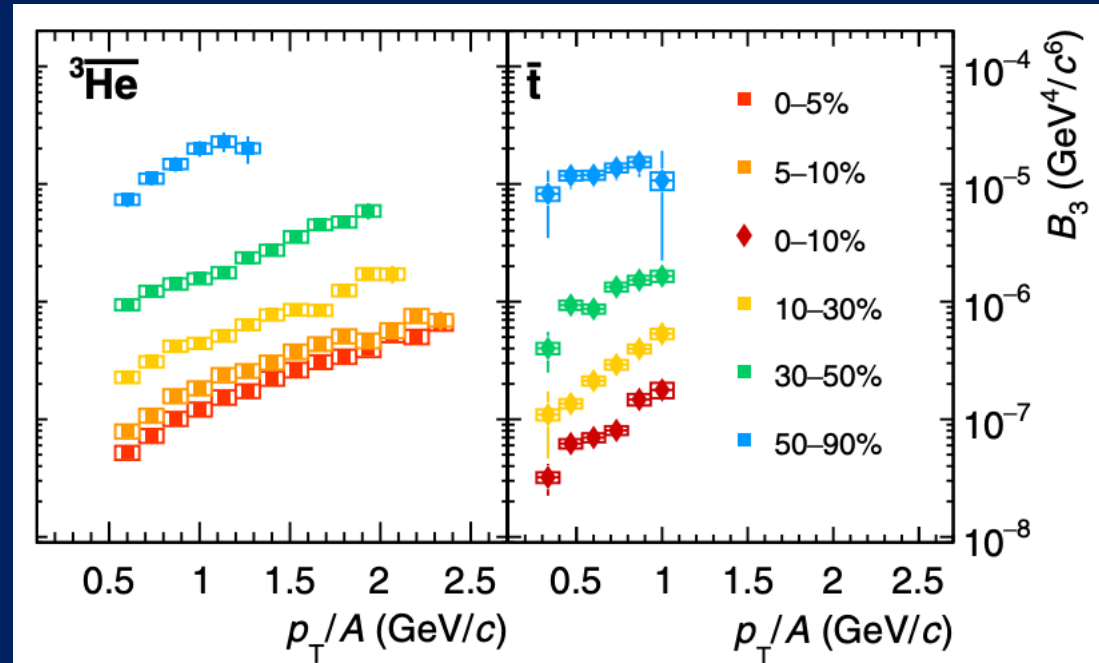 ³H̅e̅
t̄
0–5%
5–10%
0–10%
10–30%
30–50%
50–90%
10⁻⁴
10⁻⁵
10⁻⁶
10⁻⁷
10⁻⁸
B₃ (GeV⁴/c⁶)
0.5 1 1.5 2 2.5
0.5 1 1.5 2 2.5
p_T/A (GeV/c)
p_T/A (GeV/c)